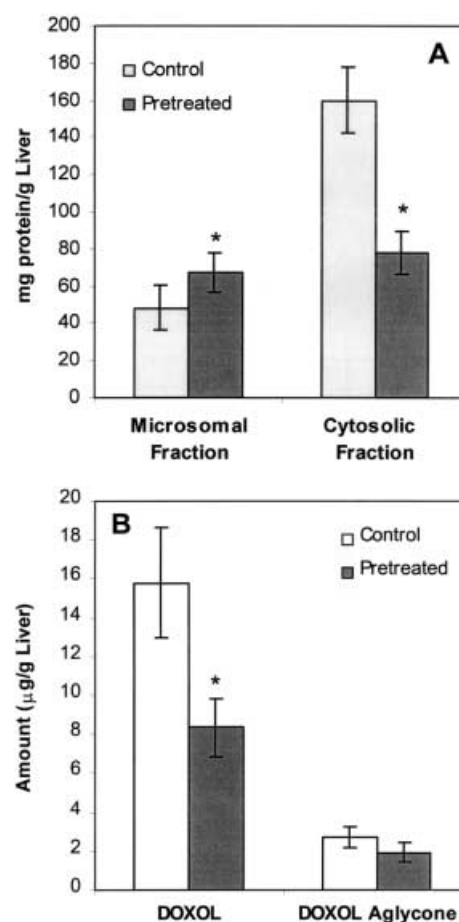 A
Control
Pretreated
mg protein/g Liver
200
180
160
140
120
100
80
60
40
20
0
*
*
Microsomal Fraction
Cytosolic Fraction
B
Control
Pretreated
Amount (µg/g Liver)
20
18
16
14
12
10
8
6
4
2
0
*
DOXOL
DOXOL Aglycone